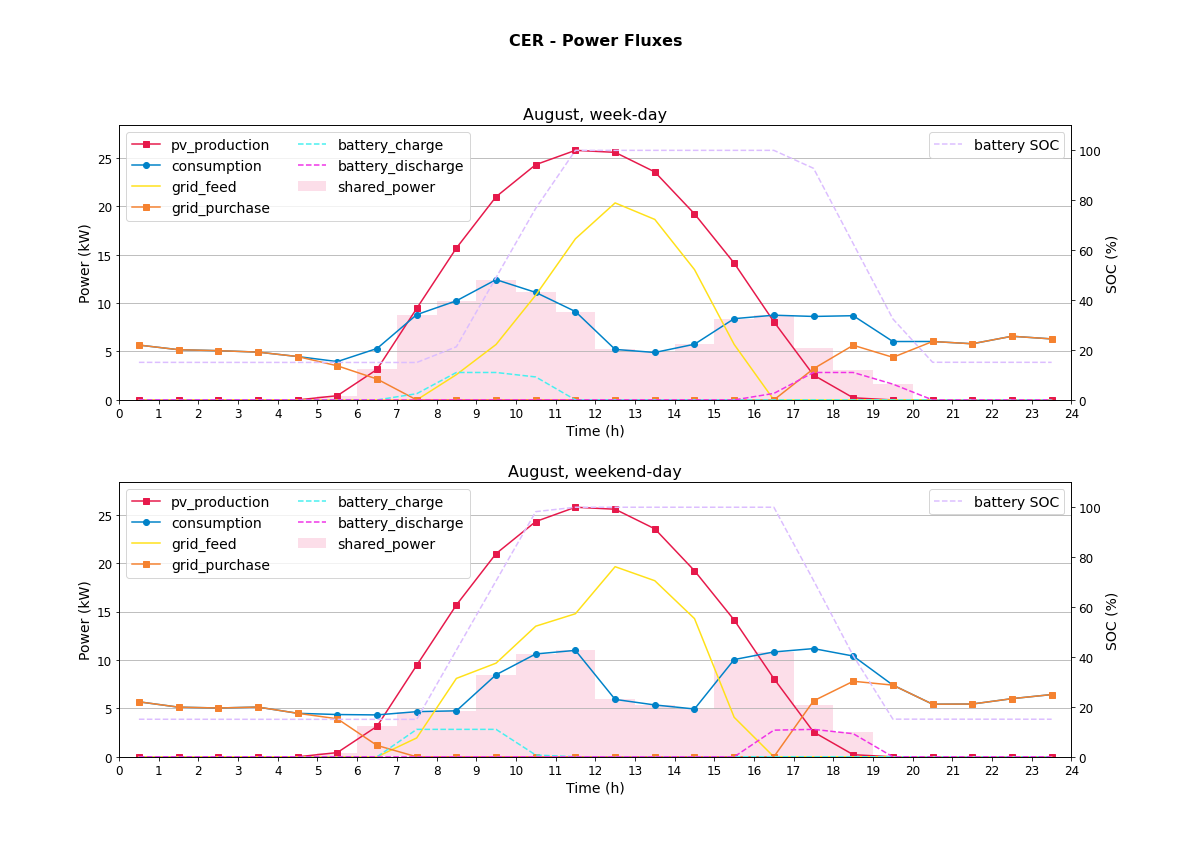 CER - Power Fluxes
August, week-day
pv_production
consumption
grid_feed
grid_purchase
battery_charge
battery_discharge
shared_power
battery SOC
Power (kW)
25
20
15
10
5
0
100
80
60
40
20
0
SOC (%)
0 1 2 3 4 5 6 7 8 9 10 11 12 13 14 15 16 17 18 19 20 21 22 23 24
Time (h)
August, weekend-day
pv_production
consumption
grid_feed
grid_purchase
battery_charge
battery_discharge
shared_power
battery SOC
Power (kW)
25
20
15
10
5
0
100
80
60
40
20
0
SOC (%)
0 1 2 3 4 5 6 7 8 9 10 11 12 13 14 15 16 17 18 19 20 21 22 23 24
Time (h)